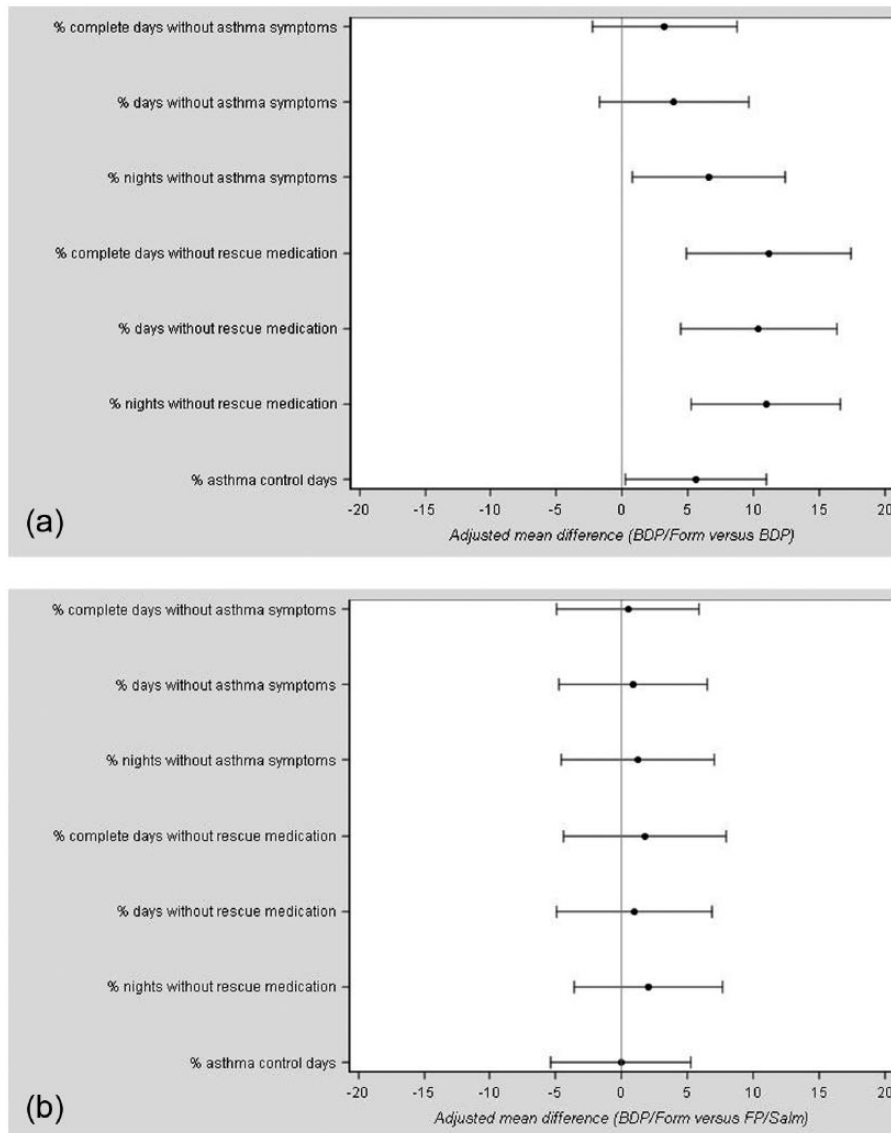 % complete days without asthma symptoms
% days without asthma symptoms
% nights without asthma symptoms
% complete days without rescue medication
% days without rescue medication
% nights without rescue medication
% asthma control days
-20 -15 -10 -5 0 5 10 15 20
(a)
Adjusted mean difference (BDP/Form versus BDP)
% complete days without asthma symptoms
% days without asthma symptoms
% nights without asthma symptoms
% complete days without rescue medication
% days without rescue medication
% nights without rescue medication
% asthma control days
-20 -15 -10 -5 0 5 10 15 20
(b)
Adjusted mean difference (BDP/Form versus FP/Salm)